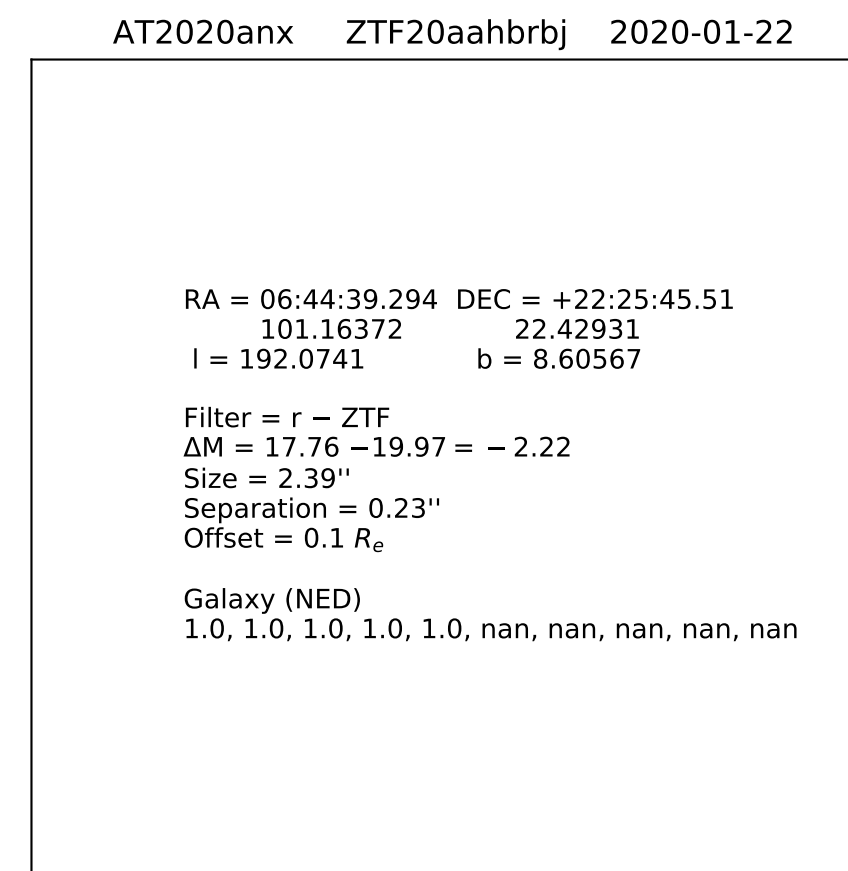 AT2020anx ZTF20aahbrbj 2020-01-22
RA = 06:44:39.294 DEC = +22:25:45.51
101.16372 22.42931
l = 192.0741 b = 8.60567
Filter = r − ZTF
ΔM = 17.76 −19.97 = − 2.22
Size = 2.39''
Separation = 0.23''
Offset = 0.1 Rₑ
Galaxy (NED)
1.0, 1.0, 1.0, 1.0, 1.0, nan, nan, nan, nan, nan